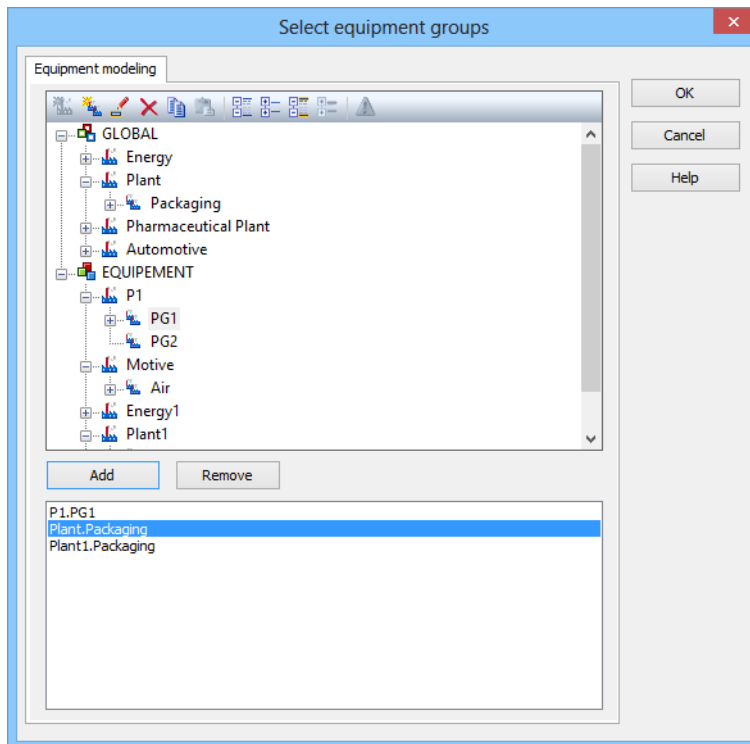 Select equipment groups
Equipment modeling
OK
Cancel
Help
GLOBAL
Energy
Plant
Packaging
Pharmaceutical Plant
Automotive
EQUIPEMENT
P1
PG1
PG2
Motive
Air
Energy1
Plant1
Add
Remove
P1.PG1
Plant.Packaging
Plant1.Packaging